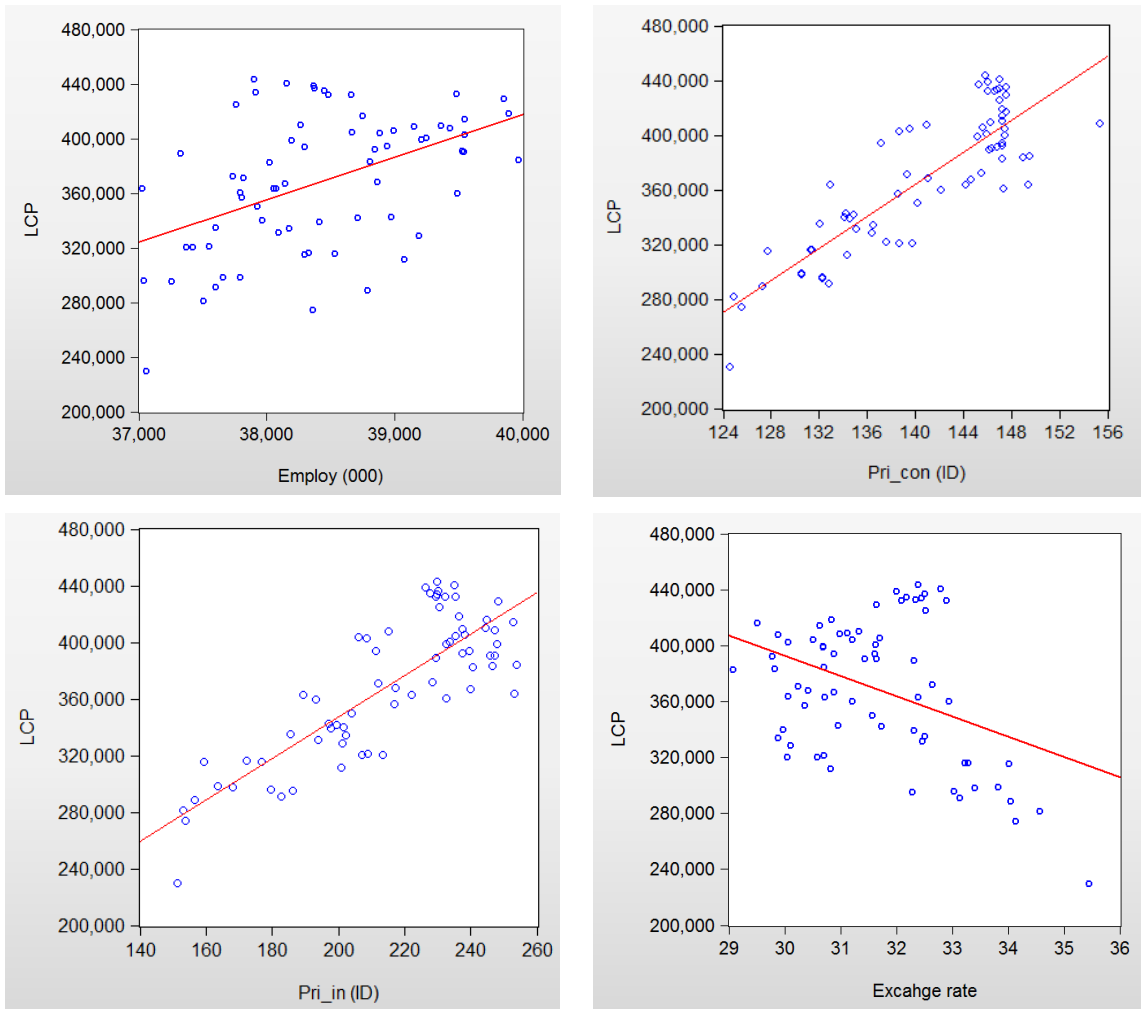 480,000
440,000
400,000
360,000
320,000
280,000
240,000
200,000
LCP
37,000 38,000 39,000 40,000
Employ (000)
480,000
440,000
400,000
360,000
320,000
280,000
240,000
200,000
LCP
124 128 132 136 140 144 148 152 156
Pri_con (ID)
480,000
440,000
400,000
360,000
320,000
280,000
240,000
200,000
LCP
140 160 180 200 220 240 260
Pri_in (ID)
480,000
440,000
400,000
360,000
320,000
280,000
240,000
200,000
LCP
29 30 31 32 33 34 35 36
Excahge rate